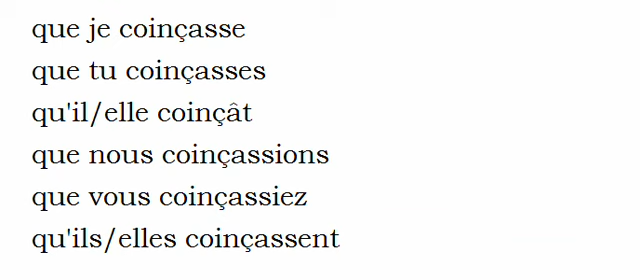 que je coinçasse
que tu coinçasses
qu'il/elle coinçât
que nous coinçassions
que vous coinçassiez
qu'ils/elles coinçassent